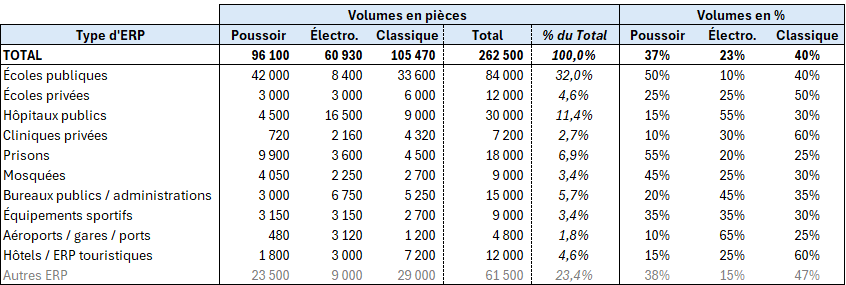 Volumes en pièces Volumes en %
Type d'ERP Poussoir Électro. Classique Total % du Total Poussoir Électro. Classique
TOTAL 96 100 60 930 105 470 262 500 100,0% 37% 23% 40%
Écoles publiques 42 000 8 400 33 600 84 000 32,0% 50% 10% 40%
Écoles privées 3 000 3 000 6 000 12 000 4,6% 25% 25% 50%
Hôpitaux publics 4 500 16 500 9 000 30 000 11,4% 15% 55% 30%
Cliniques privées 720 2 160 4 320 7 200 2,7% 10% 30% 60%
Prisons 9 900 3 600 4 500 18 000 6,9% 55% 20% 25%
Mosquées 4 050 2 250 2 700 9 000 3,4% 45% 25% 30%
Bureaux publics / administrations 3 000 6 750 5 250 15 000 5,7% 20% 45% 35%
Équipements sportifs 3 150 3 150 2 700 9 000 3,4% 35% 35% 30%
Aéroports / gares / ports 480 3 120 1 200 4 800 1,8% 10% 65% 25%
Hôtels / ERP touristiques 1 800 3 000 7 200 12 000 4,6% 15% 25% 60%
Autres ERP 23 500 9 000 29 000 61 500 23,4% 38% 15% 47%